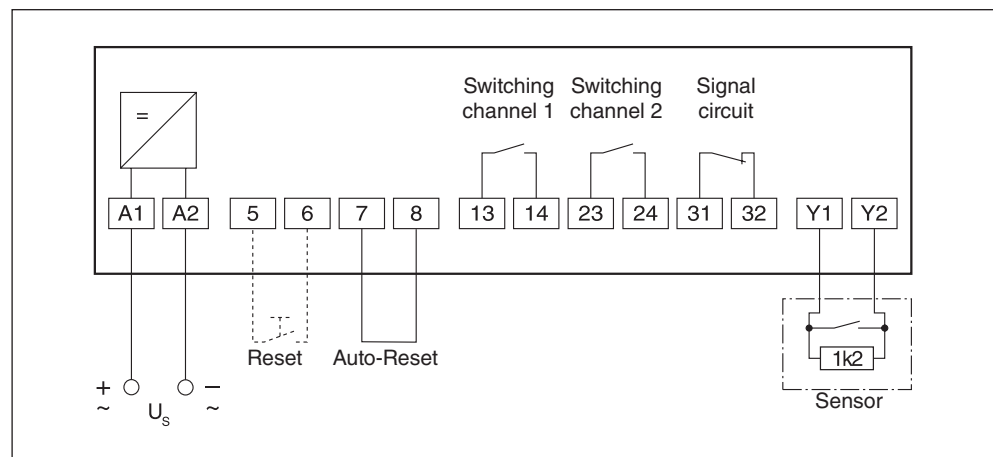 Switching channel 1
Switching channel 2
Signal circuit
=
A1 A2 5 6 7 8 13 14 23 24 31 32 Y1 Y2
Reset
Auto-Reset
1k2
Sensor
+ −
~ ~
US